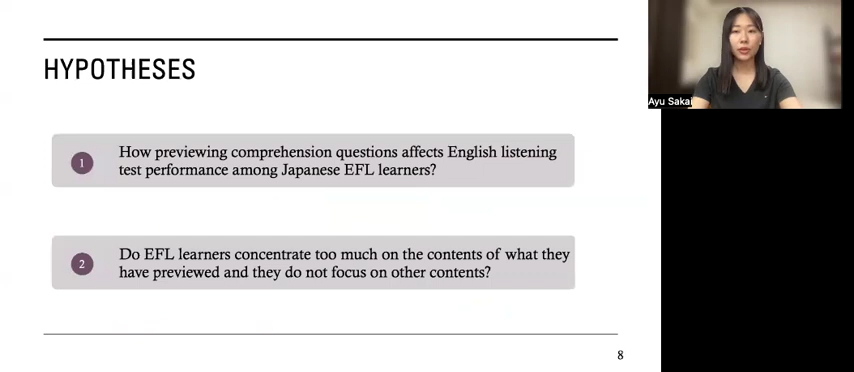 HYPOTHESES
1
How previewing comprehension questions affects English listening
test performance among Japanese EFL learners?
2
Do EFL learners concentrate too much on the contents of what they
have previewed and they do not focus on other contents?
8
Ayu Sakai